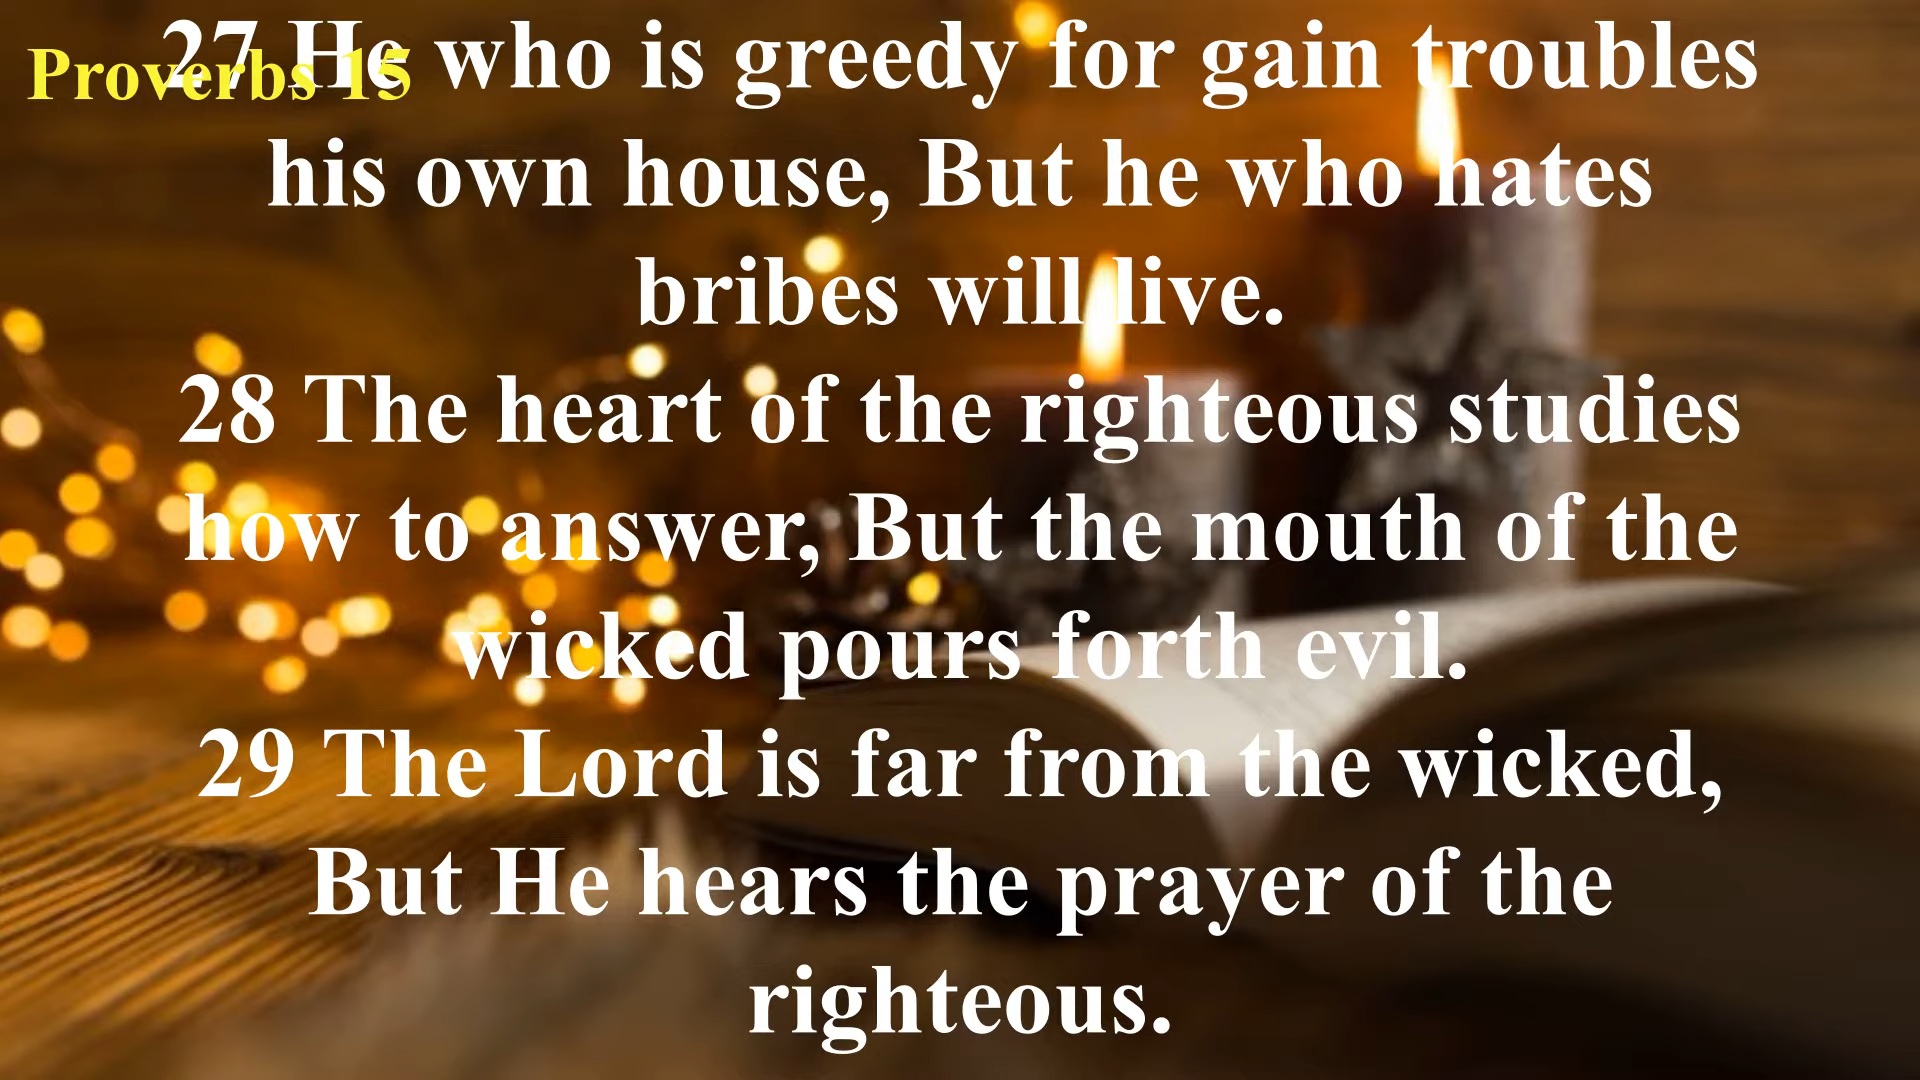 Proverbs 15
27 He who is greedy for gain troubles
his own house, But he who hates
bribes will live.
28 The heart of the righteous studies
how to answer, But the mouth of the
wicked pours forth evil.
29 The Lord is far from the wicked,
But He hears the prayer of the
righteous.